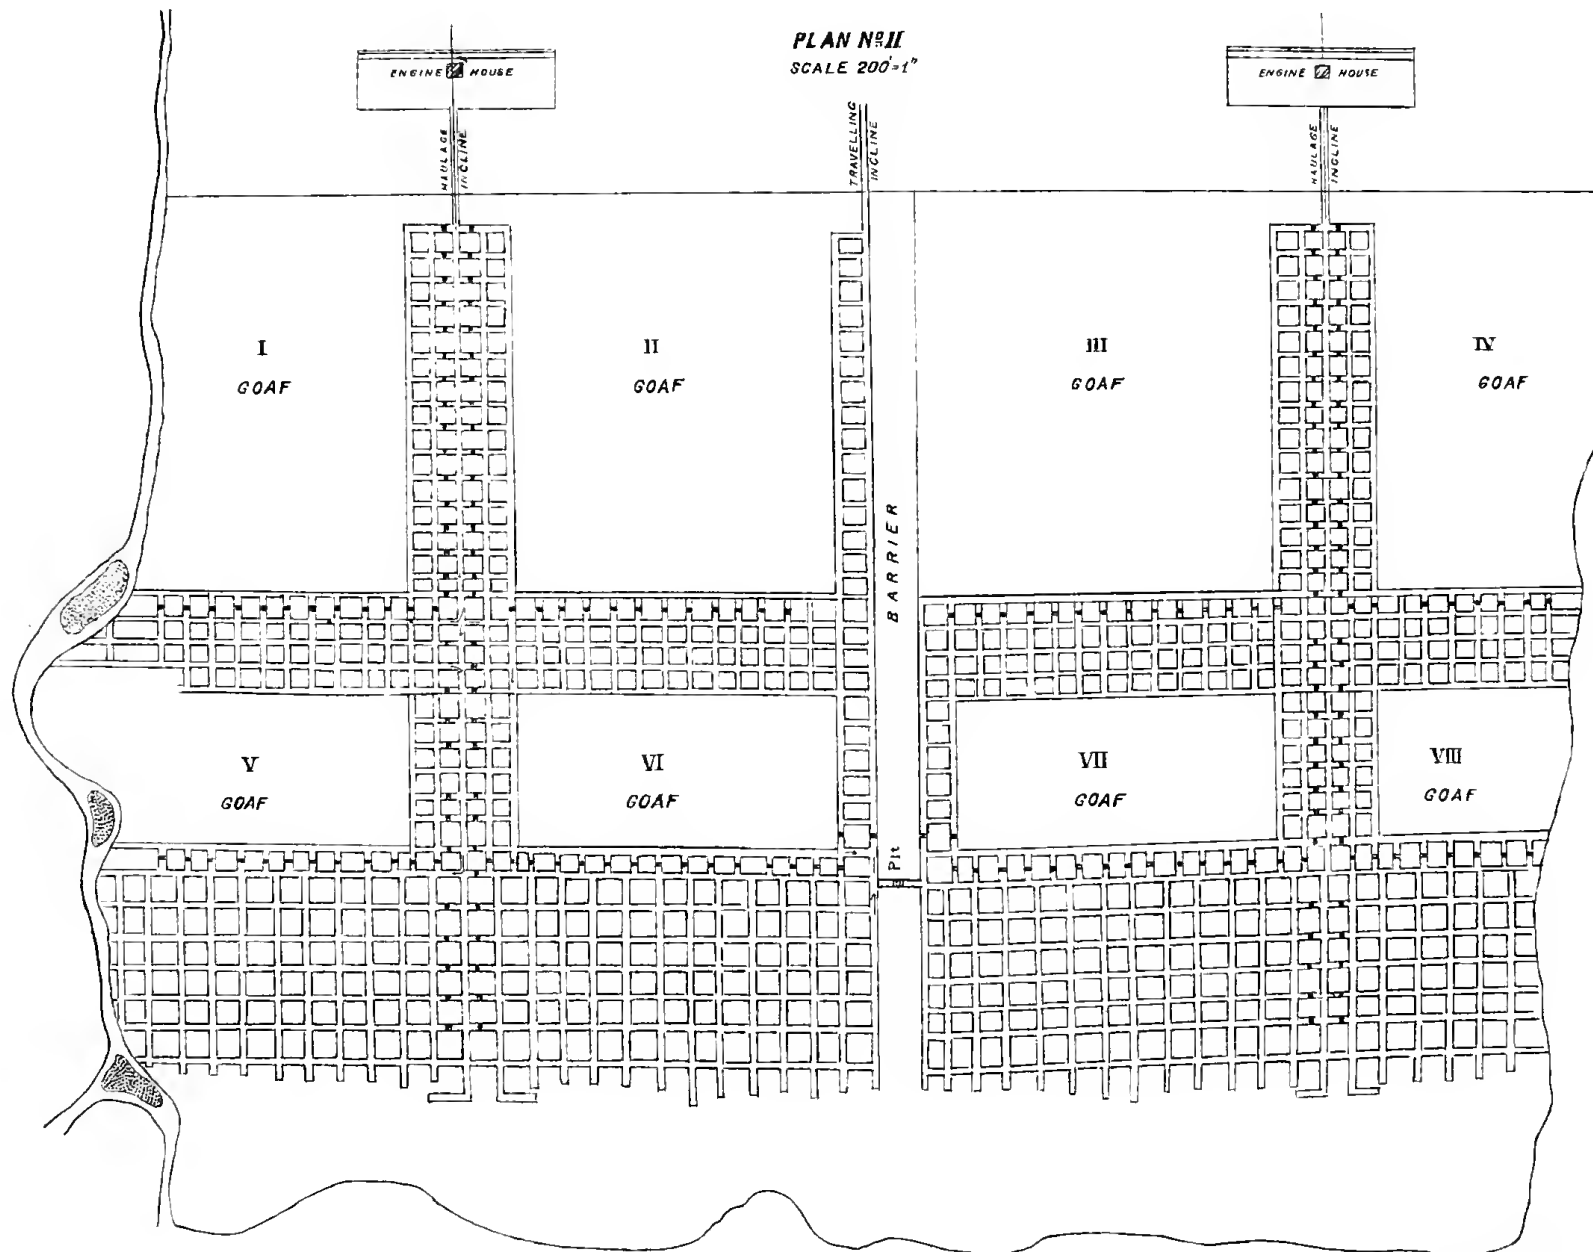 PLAN Nº II
SCALE 200'=1"
ENGINE HOUSE
ENGINE HOUSE
HAULAGE
INCLINE
TRAVELLING
INCLINE
HAULAGE
INCLINE
I
GOAF
II
GOAF
III
GOAF
IV
GOAF
BARRIER
V
GOAF
VI
GOAF
VII
GOAF
VIII
GOAF
Pit